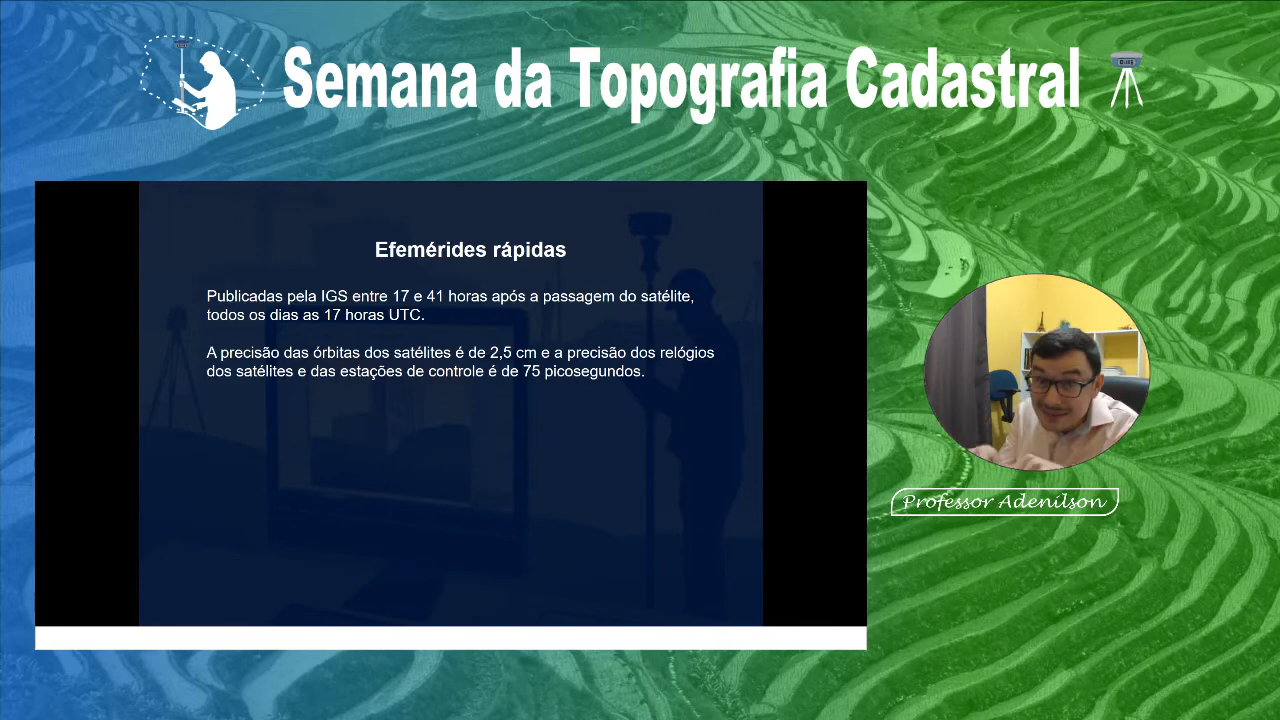 Semana da Topografia Cadastral
Efemérides rápidas
Publicadas pela IGS entre 17 e 41 horas após a passagem do satélite,
todos os dias as 17 horas UTC.
A precisão das órbitas dos satélites é de 2,5 cm e a precisão dos relógios
dos satélites e das estações de controle é de 75 picosegundos.
Professor Adenilson